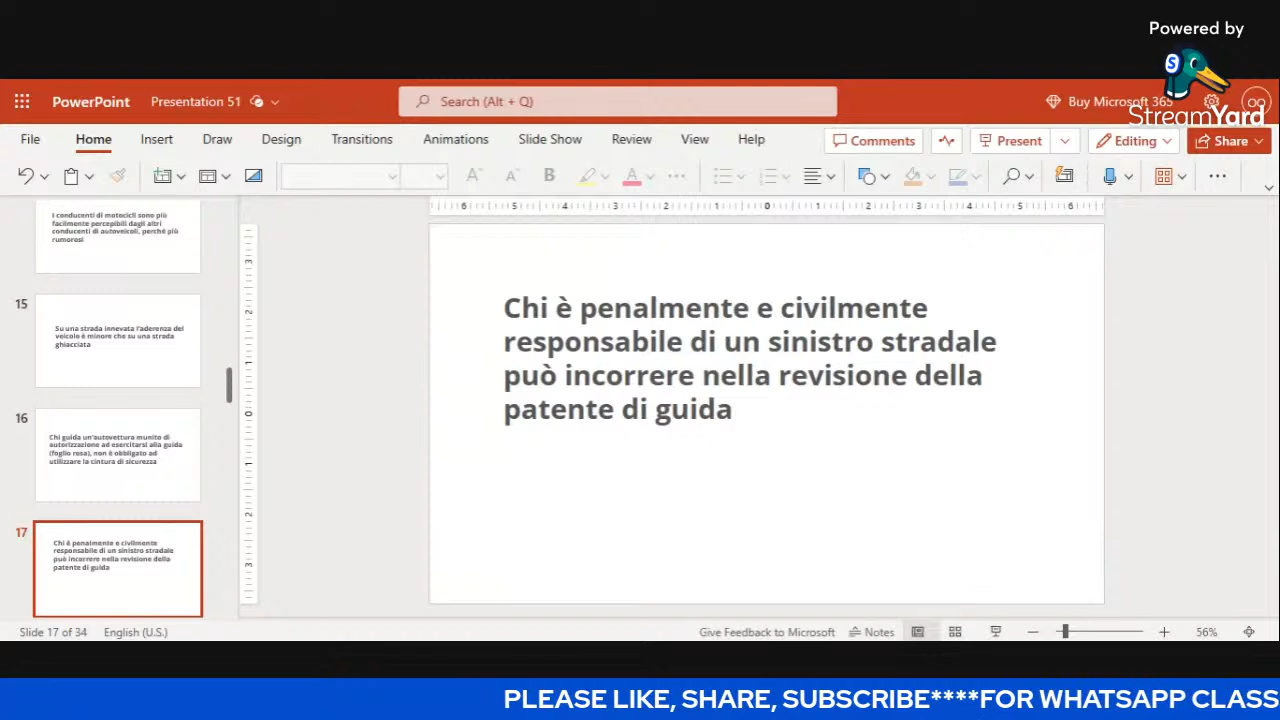 Powered by
StreamYard
PowerPoint Presentation 51 Search (Alt + Q) Buy Microsoft 365 OO
File Home Insert Draw Design Transitions Animations Slide Show Review View Help Comments Present Editing Share
I conducenti di motocicli sono più
facilmente percepibili dagli altri
conducenti di autoveicoli, perché più
rumorosi
15
Su una strada innevata l'aderenza del
veicolo è minore che su una strada
ghiacciata
16
Chi guida un'autovettura munito di
autorizzazione ad esercitarsi alla guida
(foglio rosa), non è obbligato ad
utilizzare la cintura di sicurezza
17
Chi è penalmente e civilmente
responsabile di un sinistro stradale
può incorrere nella revisione della
patente di guida
Chi è penalmente e civilmente
responsabile di un sinistro stradale
può incorrere nella revisione della
patente di guida
Slide 17 of 34 English (U.S.) Give Feedback to Microsoft Notes 56%
PLEASE LIKE, SHARE, SUBSCRIBE****FOR WHATSAPP CLASS